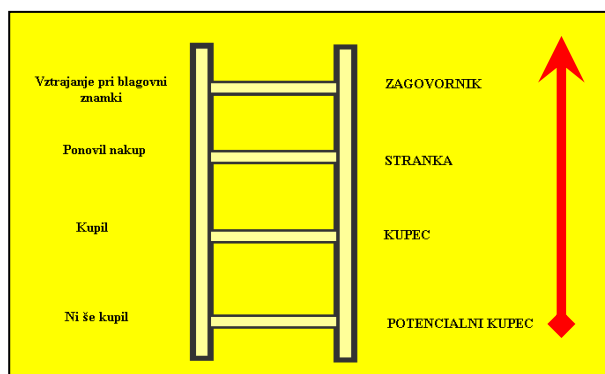 Vztrajanje pri blagovni
znamki
ZAGOVORNIK
Ponovil nakup
STRANKA
Kupil
KUPEC
Ni še kupil
POTENCIALNI KUPEC